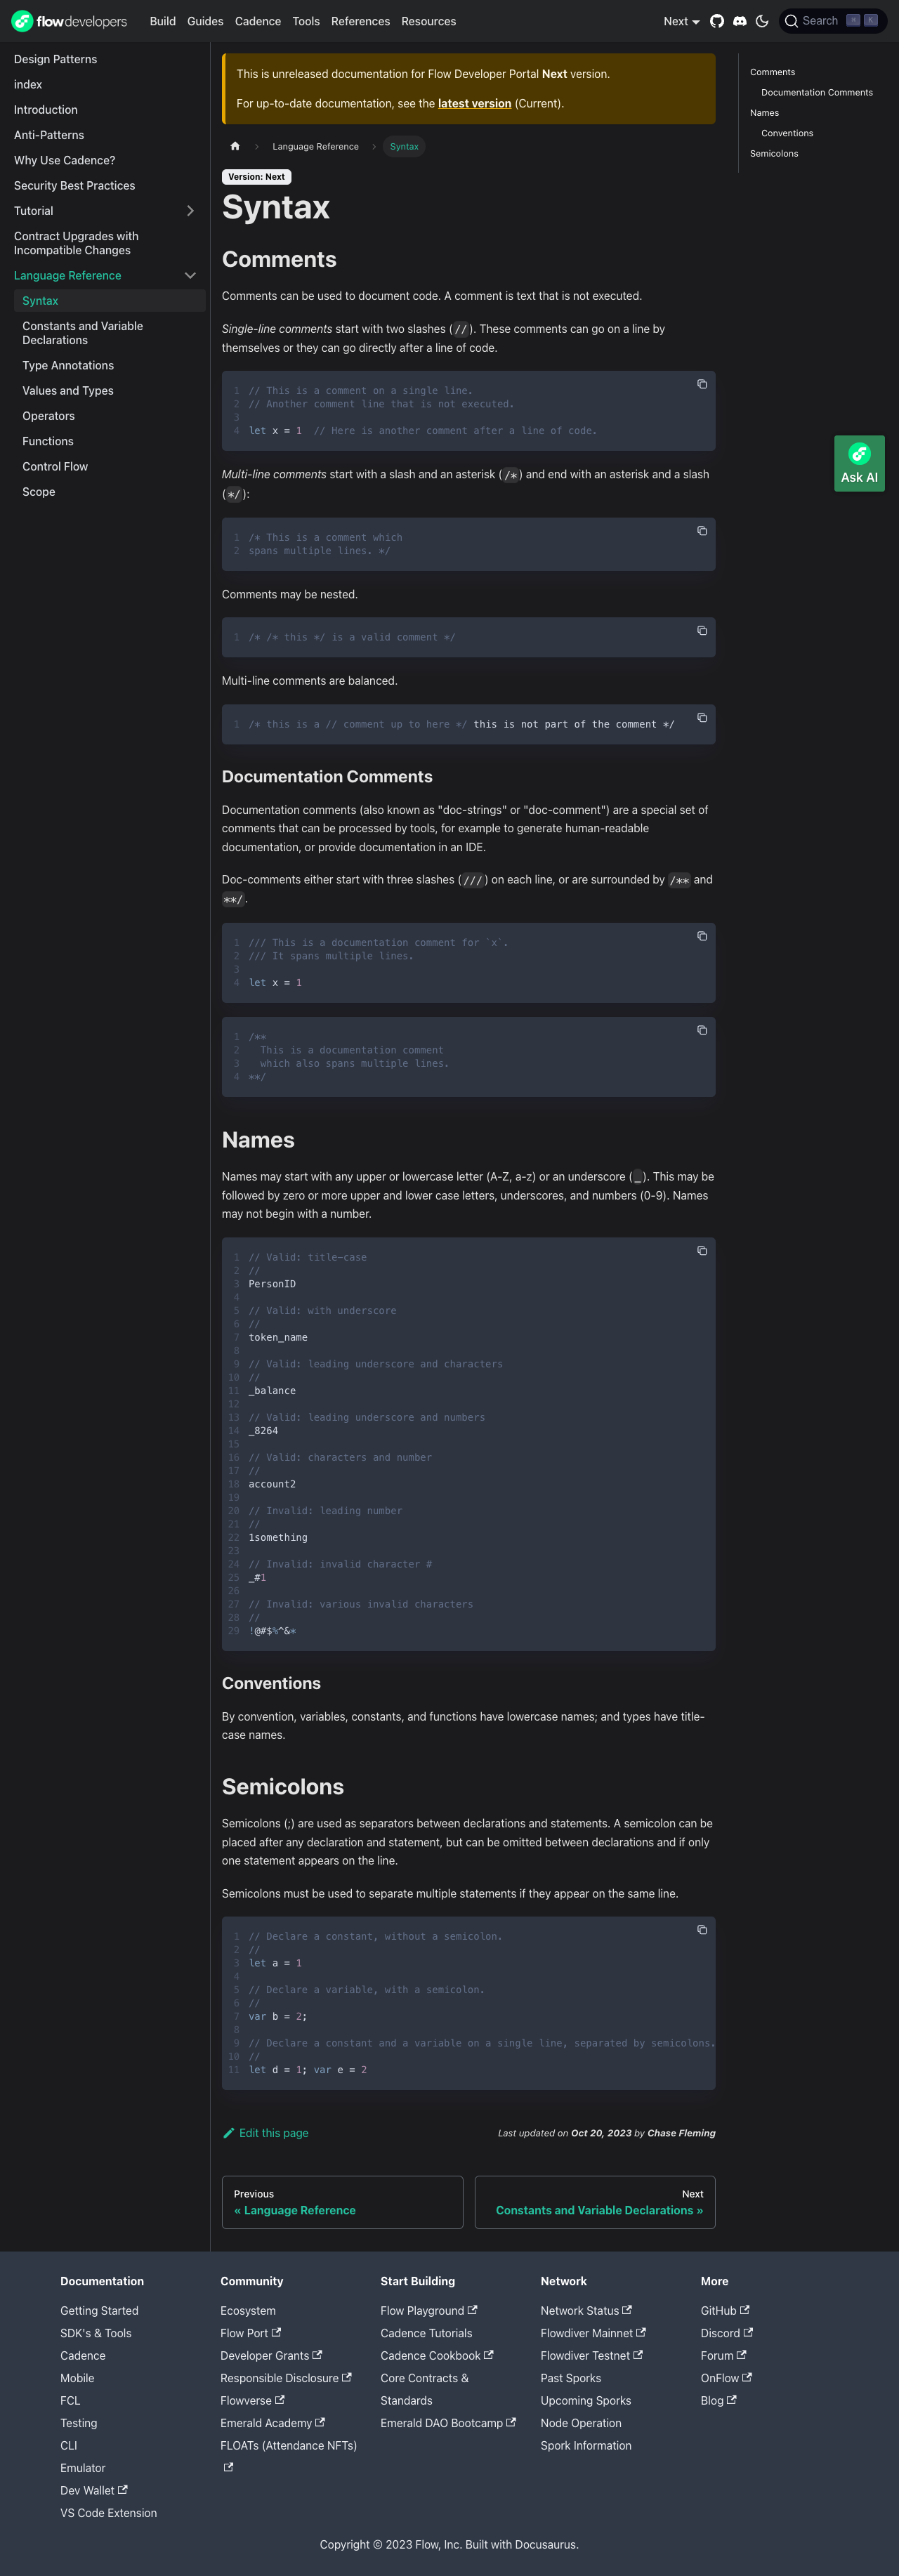 flow developers
Build Guides Cadence Tools References Resources
Next
Search K
Design Patterns
index
Introduction
Anti-Patterns
Why Use Cadence?
Security Best Practices
Tutorial
Contract Upgrades with
Incompatible Changes
Language Reference
Syntax
Constants and Variable
Declarations
Type Annotations
Values and Types
Operators
Functions
Control Flow
Scope
This is unreleased documentation for Flow Developer Portal Next version.
For up-to-date documentation, see the latest version (Current).
Language Reference
Syntax
Version: Next
Syntax
Comments
Comments can be used to document code. A comment is text that is not executed.
Single-line comments start with two slashes (//). These comments can go on a line by
themselves or they can go directly after a line of code.
1 // This is a comment on a single line.
2 // Another comment line that is not executed.
3
4 let x = 1  // Here is another comment after a line of code.
Multi-line comments start with a slash and an asterisk (/*) and end with an asterisk and a slash
(*/):
1 /* This is a comment which
2 spans multiple lines. */
Comments may be nested.
1 /* /* this */ is a valid comment */
Multi-line comments are balanced.
1 /* this is a // comment up to here */ this is not part of the comment */
Documentation Comments
Documentation comments (also known as "doc-strings" or "doc-comment") are a special set of
comments that can be processed by tools, for example to generate human-readable
documentation, or provide documentation in an IDE.
Doc-comments either start with three slashes (///) on each line, or are surrounded by /** and
**/.
1 /// This is a documentation comment for `x`.
2 /// It spans multiple lines.
3
4 let x = 1
1 /**
2   This is a documentation comment
3   which also spans multiple lines.
4 **/
Names
Names may start with any upper or lowercase letter (A-Z, a-z) or an underscore (_). This may be
followed by zero or more upper and lower case letters, underscores, and numbers (0-9). Names
may not begin with a number.
1 // Valid: title-case
2 //
3 PersonID
4
5 // Valid: with underscore
6 //
7 token_name
8
9 // Valid: leading underscore and characters
10 //
11 _balance
12
13 // Valid: leading underscore and numbers
14 _8264
15
16 // Valid: characters and number
17 //
18 account2
19
20 // Invalid: leading number
21 //
22 1something
23
24 // Invalid: invalid character #
25 _#1
26
27 // Invalid: various invalid characters
28 //
29 !@#$%^&*
Conventions
By convention, variables, constants, and functions have lowercase names; and types have title-
case names.
Semicolons
Semicolons (;) are used as separators between declarations and statements. A semicolon can be
placed after any declaration and statement, but can be omitted between declarations and if only
one statement appears on the line.
Semicolons must be used to separate multiple statements if they appear on the same line.
1 // Declare a constant, without a semicolon.
2 //
3 let a = 1
4
5 // Declare a variable, with a semicolon.
6 //
7 var b = 2;
8
9 // Declare a constant and a variable on a single line, separated by semicolons.
10 //
11 let d = 1; var e = 2
Edit this page
Last updated on Oct 20, 2023 by Chase Fleming
Previous
« Language Reference
Next
Constants and Variable Declarations »
Comments
Documentation Comments
Names
Conventions
Semicolons
Ask AI
Documentation
Getting Started
SDK's & Tools
Cadence
Mobile
FCL
Testing
CLI
Emulator
Dev Wallet
VS Code Extension
Community
Ecosystem
Flow Port
Developer Grants
Responsible Disclosure
Flowverse
Emerald Academy
FLOATs (Attendance NFTs)
Start Building
Flow Playground
Cadence Tutorials
Cadence Cookbook
Core Contracts &
Standards
Emerald DAO Bootcamp
Network
Network Status
Flowdiver Mainnet
Flowdiver Testnet
Past Sporks
Upcoming Sporks
Node Operation
Spork Information
More
GitHub
Discord
Forum
OnFlow
Blog
Copyright © 2023 Flow, Inc. Built with Docusaurus.